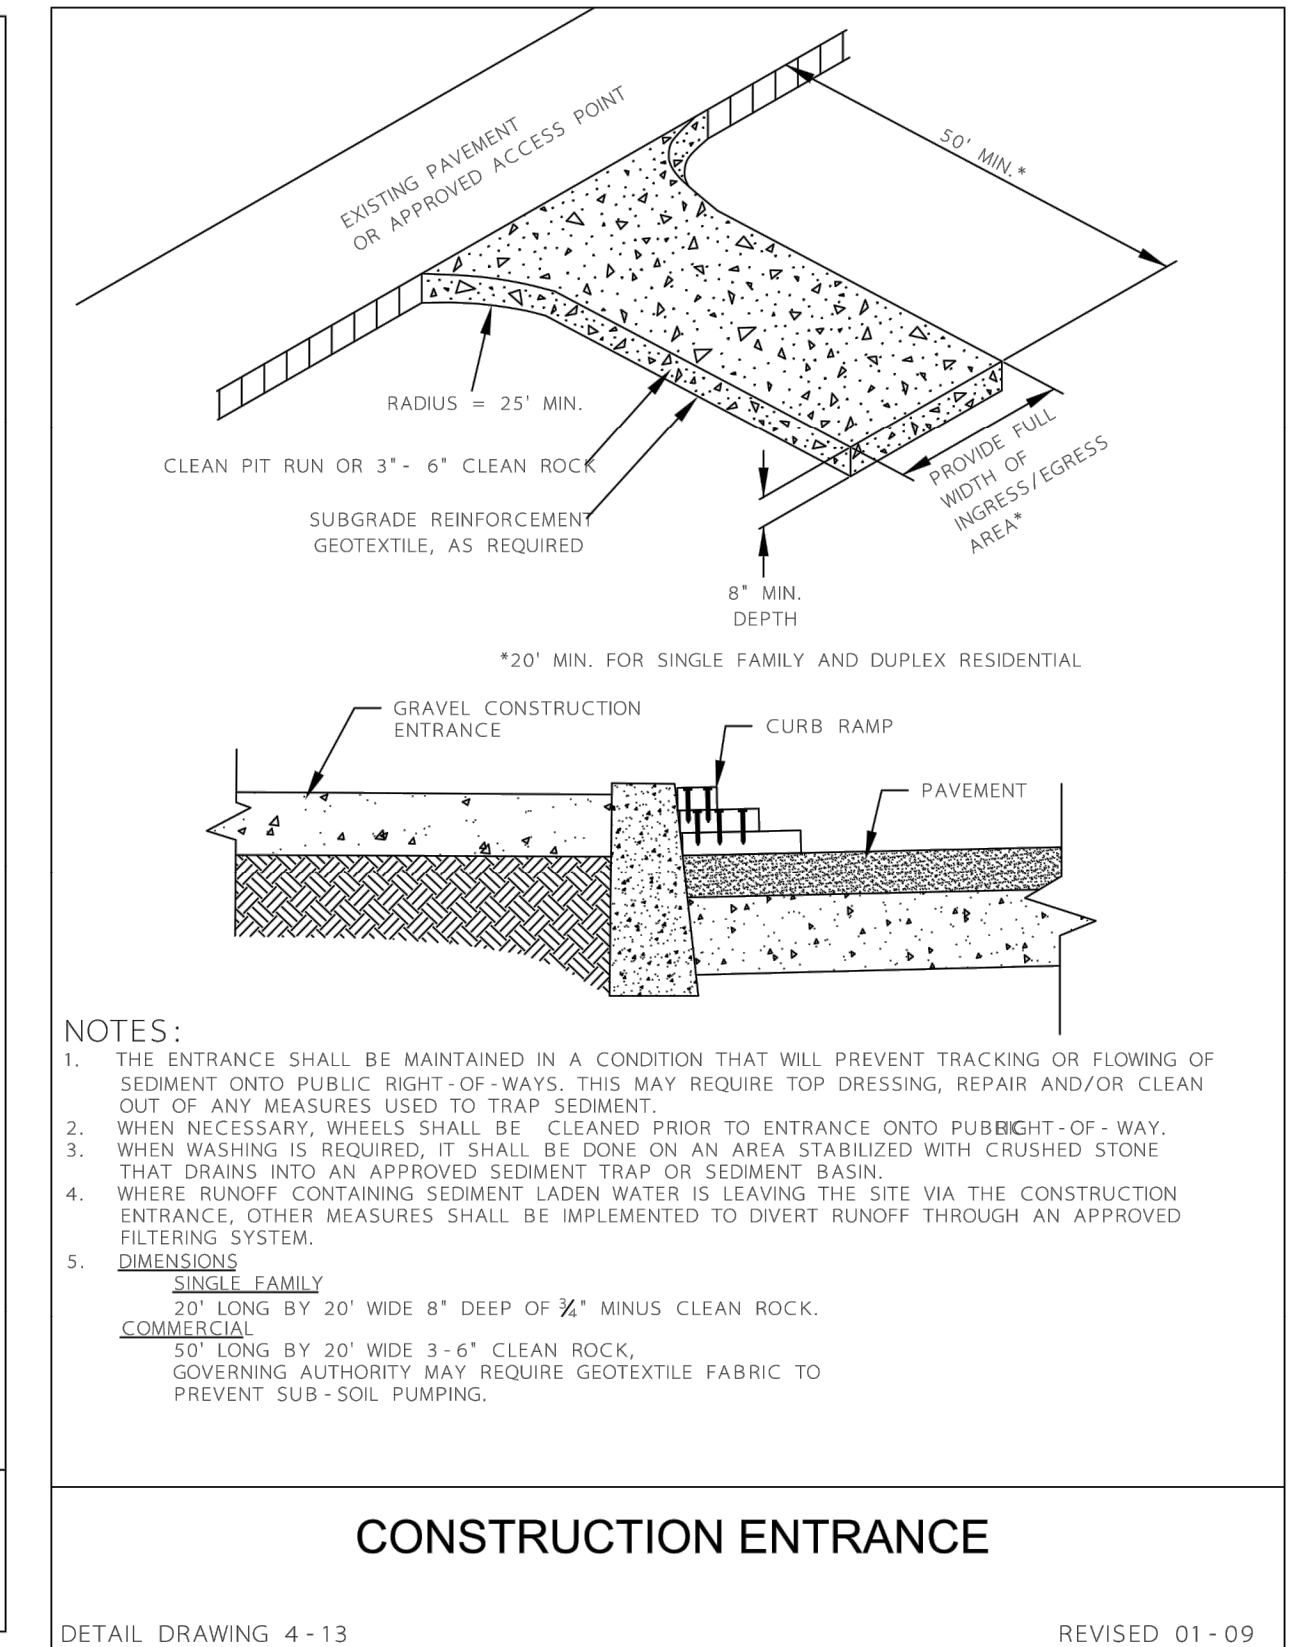 EXISTING PAVEMENT
OR APPROVED ACCESS POINT
50' MIN.*
RADIUS = 25' MIN.
CLEAN PIT RUN OR 3"- 6" CLEAN ROCK
SUBGRADE REINFORCEMENT
GEOTEXTILE, AS REQUIRED
PROVIDE FULL
WIDTH OF
INGRESS/EGRESS
AREA*
8" MIN.
DEPTH
*20' MIN. FOR SINGLE FAMILY AND DUPLEX RESIDENTIAL
GRAVEL CONSTRUCTION
ENTRANCE
CURB RAMP
PAVEMENT
NOTES:
1. THE ENTRANCE SHALL BE MAINTAINED IN A CONDITION THAT WILL PREVENT TRACKING OR FLOWING OF
SEDIMENT ONTO PUBLIC RIGHT-OF-WAYS. THIS MAY REQUIRE TOP DRESSING, REPAIR AND/OR CLEAN
OUT OF ANY MEASURES USED TO TRAP SEDIMENT.
2. WHEN NECESSARY, WHEELS SHALL BE CLEANED PRIOR TO ENTRANCE ONTO PUBLIC RIGHT-OF-WAY.
3. WHEN WASHING IS REQUIRED, IT SHALL BE DONE ON AN AREA STABILIZED WITH CRUSHED STONE
THAT DRAINS INTO AN APPROVED SEDIMENT TRAP OR SEDIMENT BASIN.
4. WHERE RUNOFF CONTAINING SEDIMENT LADEN WATER IS LEAVING THE SITE VIA THE CONSTRUCTION
ENTRANCE, OTHER MEASURES SHALL BE IMPLEMENTED TO DIVERT RUNOFF THROUGH AN APPROVED
FILTERING SYSTEM.
5. DIMENSIONS
SINGLE FAMILY
20' LONG BY 20' WIDE 8" DEEP OF ¾" MINUS CLEAN ROCK.
COMMERCIAL
50' LONG BY 20' WIDE 3-6" CLEAN ROCK,
GOVERNING AUTHORITY MAY REQUIRE GEOTEXTILE FABRIC TO
PREVENT SUB-SOIL PUMPING.
CONSTRUCTION ENTRANCE
DETAIL DRAWING 4-13
REVISED 01-09